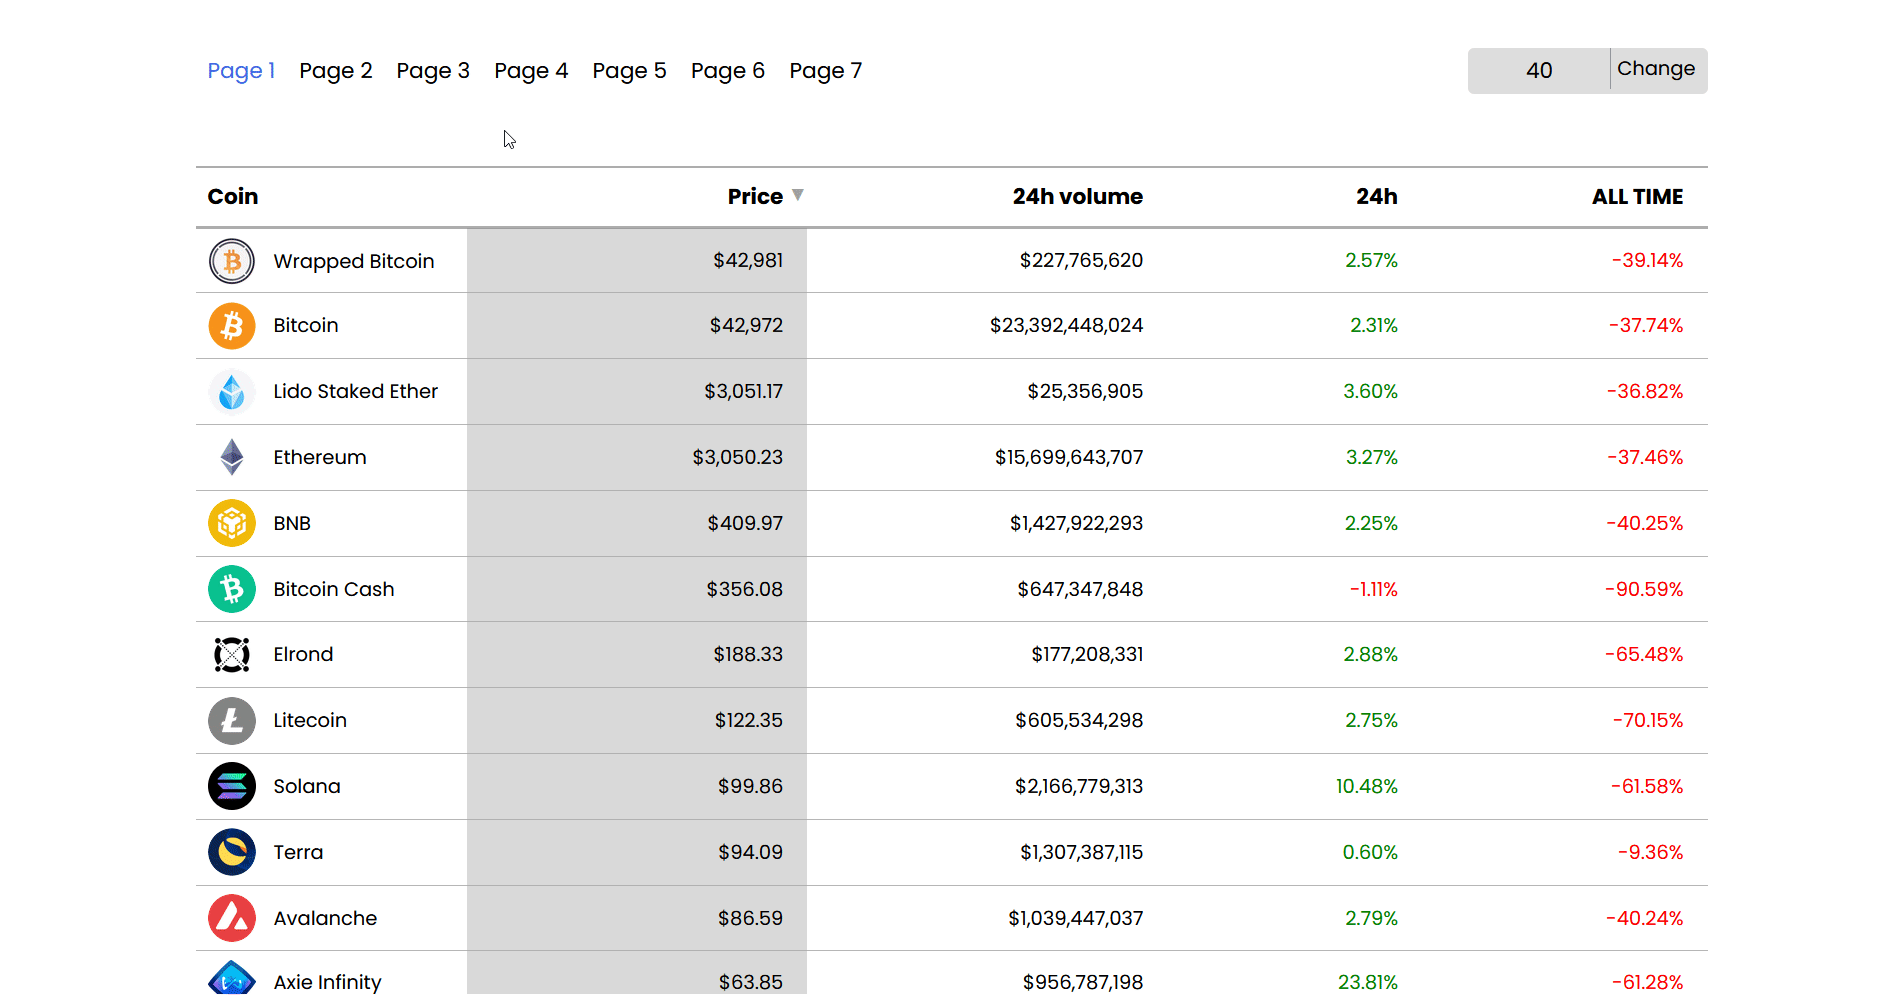 Page 1 Page 2 Page 3 Page 4 Page 5 Page 6 Page 7 40 Change
Coin Price ▼ 24h volume 24h ALL TIME
Wrapped Bitcoin $42,981 $227,765,620 2.57% -39.14%
Bitcoin $42,972 $23,392,448,024 2.31% -37.74%
Lido Staked Ether $3,051.17 $25,356,905 3.60% -36.82%
Ethereum $3,050.23 $15,699,643,707 3.27% -37.46%
BNB $409.97 $1,427,922,293 2.25% -40.25%
Bitcoin Cash $356.08 $647,347,848 -1.11% -90.59%
Elrond $188.33 $177,208,331 2.88% -65.48%
Litecoin $122.35 $605,534,298 2.75% -70.15%
Solana $99.86 $2,166,779,313 10.48% -61.58%
Terra $94.09 $1,307,387,115 0.60% -9.36%
Avalanche $86.59 $1,039,447,037 2.79% -40.24%
Axie Infinity $63.85 $956,787,198 23.81% -61.28%